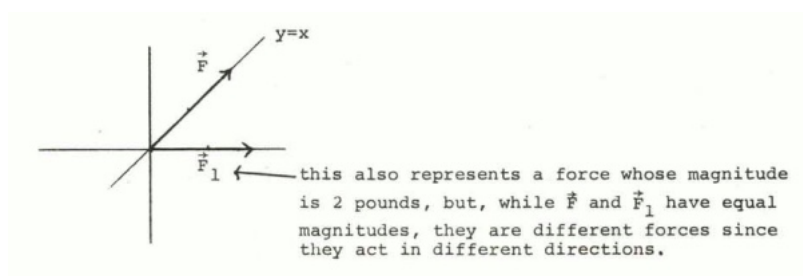 y=x
F⃗
F⃗₁
this also represents a force whose magnitude
is 2 pounds, but, while F⃗ and F⃗₁ have equal
magnitudes, they are different forces since
they act in different directions.